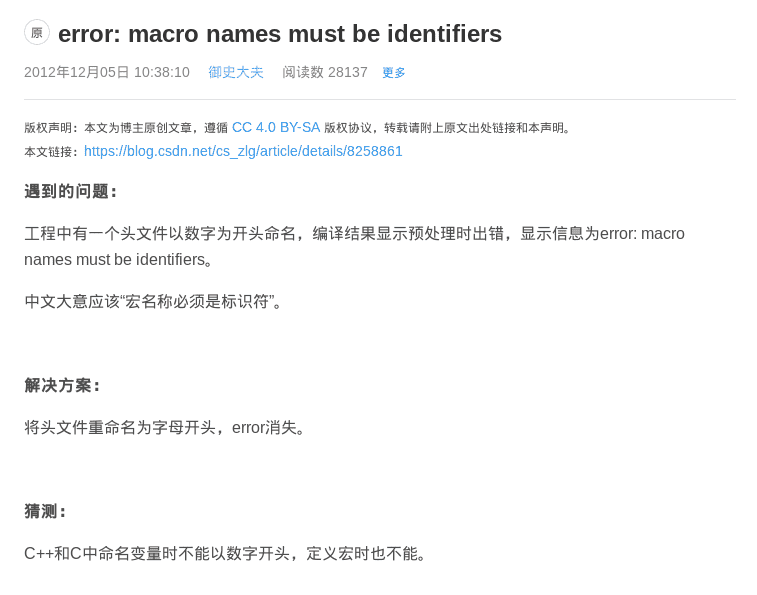 原 error: macro names must be identifiers
2012年12月05日 10:38:10 御史大夫 阅读数 28137 更多
版权声明：本文为博主原创文章，遵循 CC 4.0 BY-SA 版权协议，转载请附上原文出处链接和本声明。
本文链接：https://blog.csdn.net/cs_zlg/article/details/8258861
遇到的问题：
工程中有一个头文件以数字为开头命名，编译结果显示预处理时出错，显示信息为error: macro
names must be identifiers。
中文大意应该“宏名称必须是标识符”。
解决方案：
将头文件重命名为字母开头，error消失。
猜测：
C++和C中命名变量时不能以数字开头，定义宏时也不能。